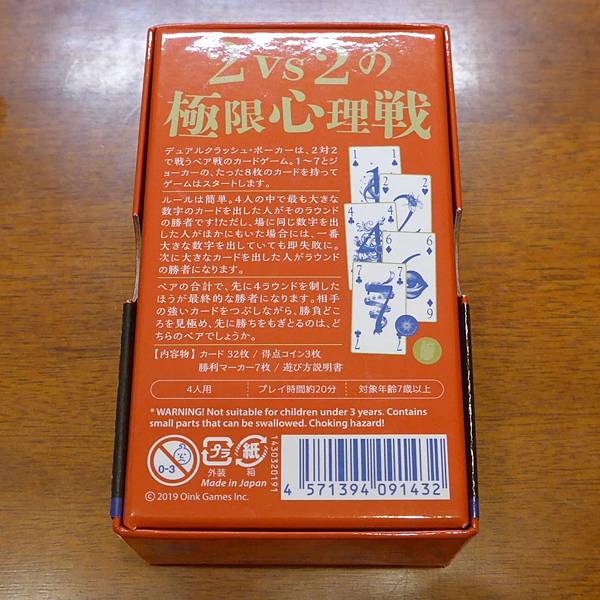 2 vs 2の
極限心理戦
デュアルクラッシュ・ポーカーは、2対2
で戦うペア戦のカードゲーム。1〜7とジ
ョーカーの、たった8枚のカードを持って
ゲームはスタートします。
ルールは簡単。4人の中で最も大きな
数字のカードを出した人がそのラウンド
の勝者です!ただし、場に同じ数字を出
した人がほかにもいた場合には、一番
大きな数字を出していても即失敗に。
次に大きなカードを出した人がラウンド
の勝者になります。
ペアの合計で、先に4ラウンドを制した
ほうが最終的な勝者になります。相手
の強いカードをつぶしながら、勝負どこ
ろを見極め、先に勝ちをもぎとるのは、ど
ちらのペアでしょうか。
【内容物】 カード 32枚 / 得点コイン3枚
勝利マーカー7枚 / 遊び方説明書
4人用
プレイ時間約20分
対象年齢7歳以上
* WARNING! Not suitable for children under 3 years. Contains
small parts that can be swallowed. Choking hazard!
0-3
プラ
外装
紙
箱
Made in Japan
© 2019 Oink Games Inc.
1430320191
4 571394 091432
1
1
2
2
4
4
6
6
6
7
7
7
7